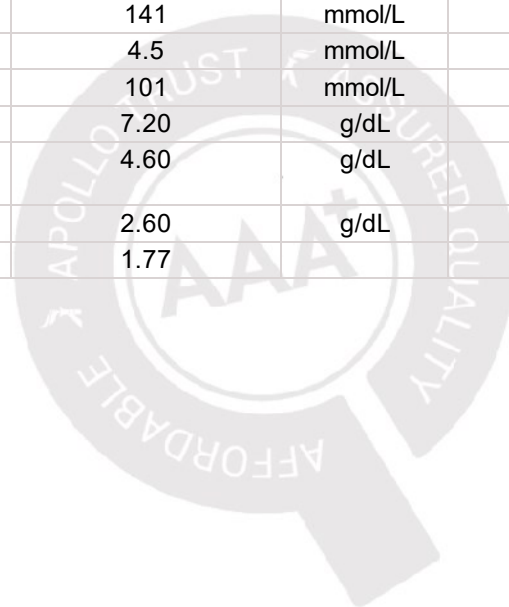 141 mmol/L
4.5 mmol/L
101 mmol/L
7.20 g/dL
4.60 g/dL
2.60 g/dL
1.77
APOLLO TRUST ASSURED QUALITY AFFORDABLE
AAA+